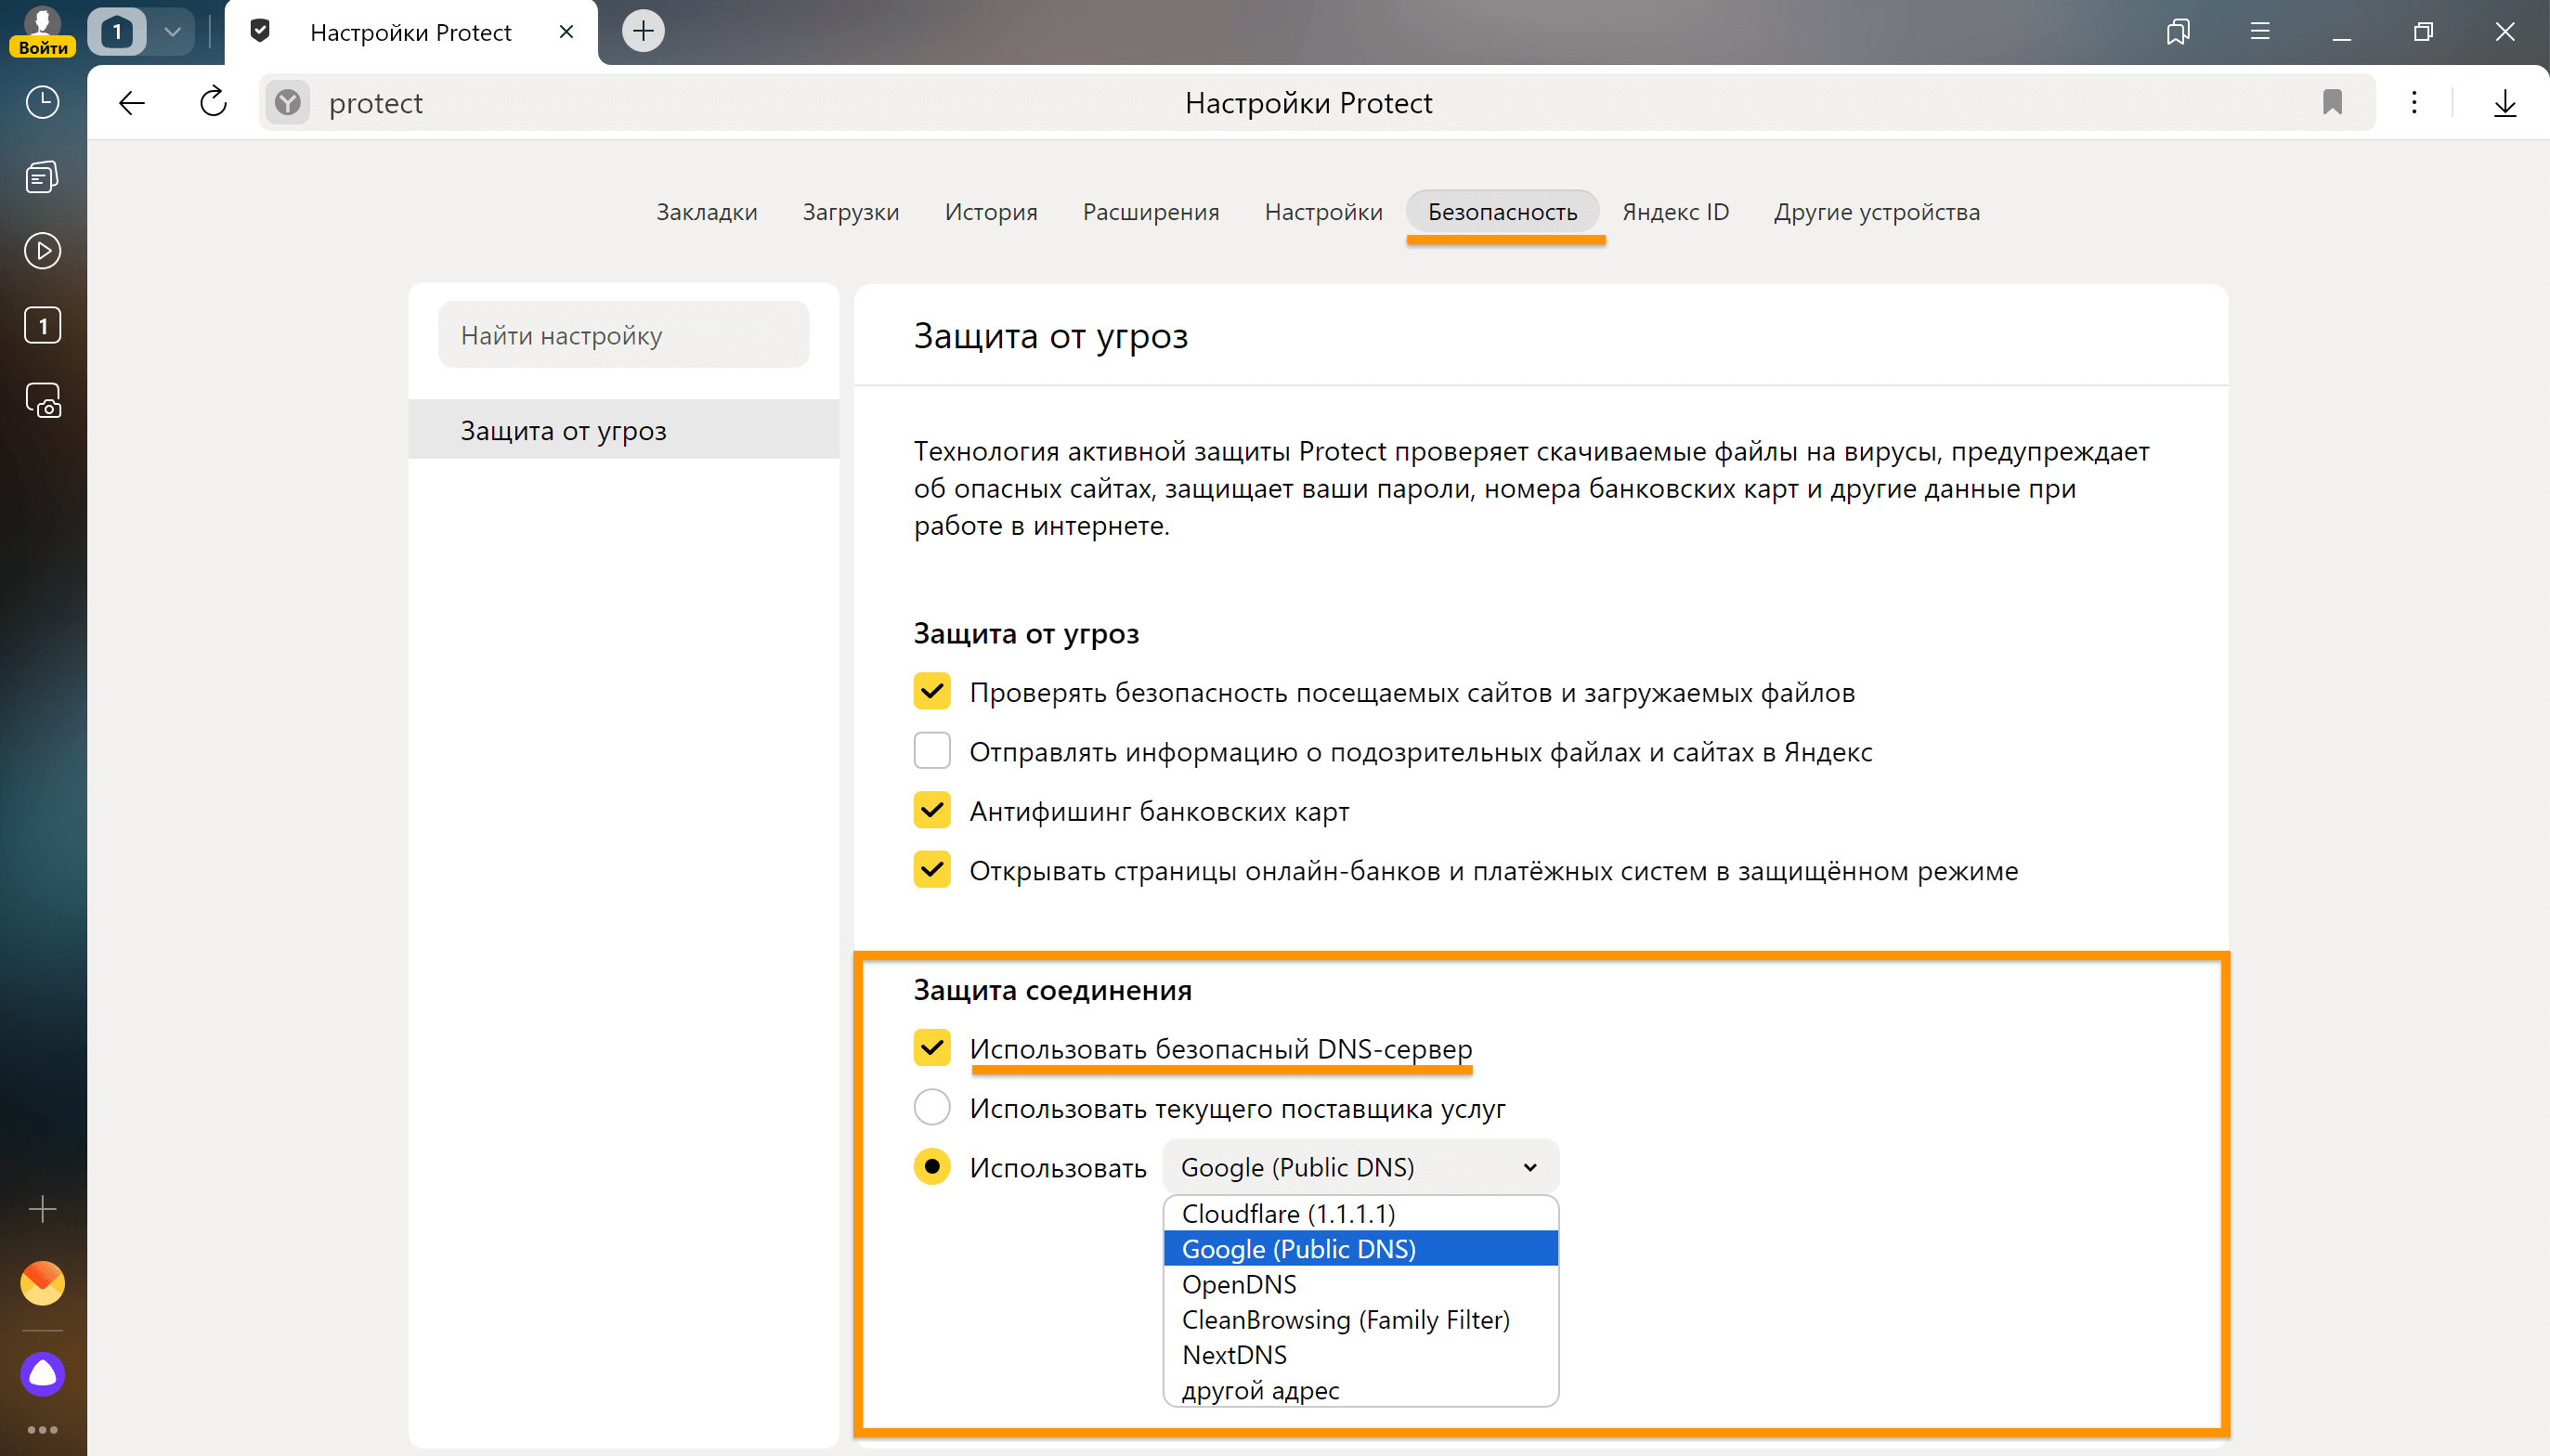 Войти
1
Настройки Protect
protect
Настройки Protect
1
Закладки
Загрузки
История
Расширения
Настройки
Безопасность
Яндекс ID
Другие устройства
Найти настройку
Защита от угроз
Защита от угроз
Технология активной защиты Protect проверяет скачиваемые файлы на вирусы, предупреждает
об опасных сайтах, защищает ваши пароли, номера банковских карт и другие данные при
работе в интернете.
Защита от угроз
Проверять безопасность посещаемых сайтов и загружаемых файлов
Отправлять информацию о подозрительных файлах и сайтах в Яндекс
Антифишинг банковских карт
Открывать страницы онлайн-банков и платёжных систем в защищённом режиме
Защита соединения
Использовать безопасный DNS-сервер
Использовать текущего поставщика услуг
Использовать
Google (Public DNS)
Cloudflare (1.1.1.1)
Google (Public DNS)
OpenDNS
CleanBrowsing (Family Filter)
NextDNS
другой адрес